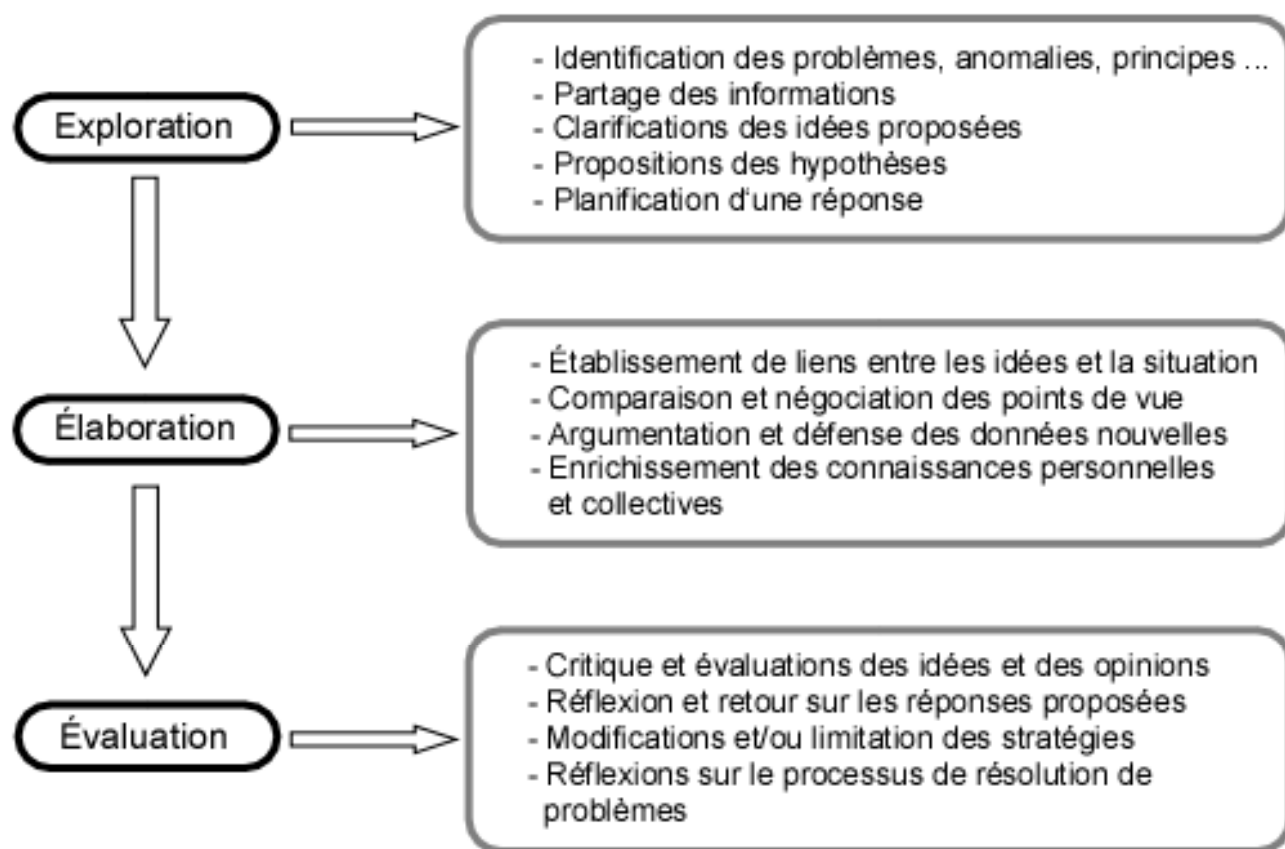 Exploration
- Identification des problèmes, anomalies, principes ...
- Partage des informations
- Clarifications des idées proposées
- Propositions des hypothèses
- Planification d‘une réponse
Élaboration
- Établissement de liens entre les idées et la situation
- Comparaison et négociation des points de vue
- Argumentation et défense des données nouvelles
- Enrichissement des connaissances personnelles
et collectives
Évaluation
- Critique et évaluations des idées et des opinions
- Réflexion et retour sur les réponses proposées
- Modifications et/ou limitation des stratégies
- Réflexions sur le processus de résolution de
problèmes